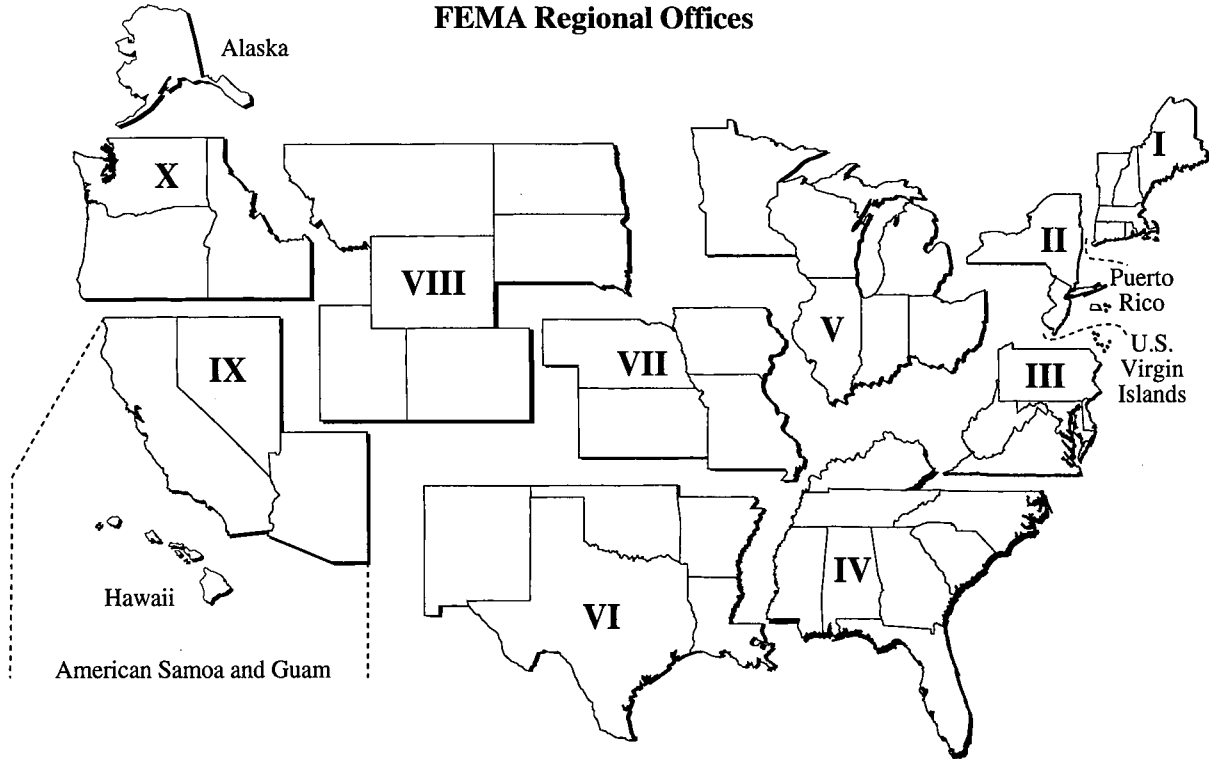 FEMA Regional Offices
Alaska
I
X
II
VIII
Puerto
Rico
V
IX
VII
III
U.S.
Virgin
Islands
IV
Hawaii
VI
American Samoa and Guam